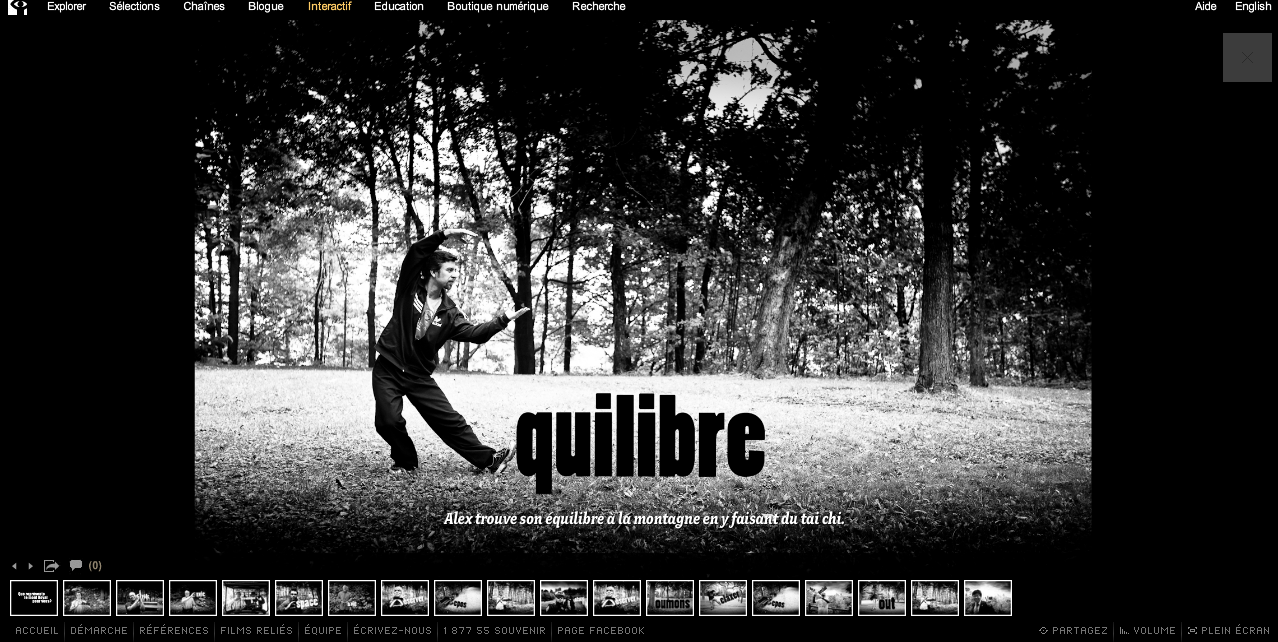 Explorer Sélections Chaînes Blogue Interactif Education Boutique numérique Recherche Aide English
quilibre
Alex trouve son équilibre à la montagne en y faisant du tai chi.
(0)
space
observer
observer
oumons
out
ACCUEIL DÉMARCHE RÉFÉRENCES FILMS RELIÉS ÉQUIPE ÉCRIVEZ-NOUS 1 877 55 SOUVENIR PAGE FACEBOOK PARTAGEZ VOLUME PLEIN ÉCRAN